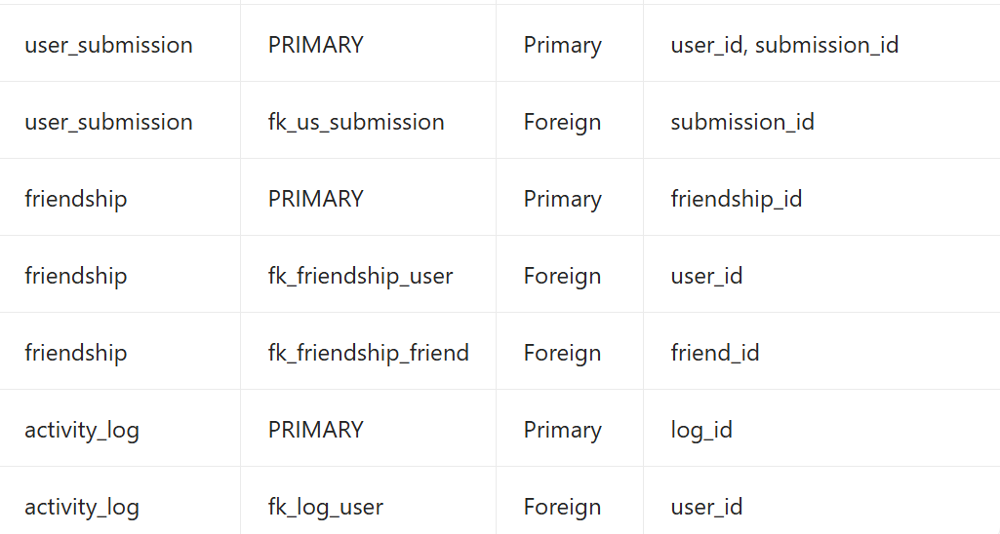 user_submission PRIMARY Primary user_id, submission_id
user_submission fk_us_submission Foreign submission_id
friendship PRIMARY Primary friendship_id
friendship fk_friendship_user Foreign user_id
friendship fk_friendship_friend Foreign friend_id
activity_log PRIMARY Primary log_id
activity_log fk_log_user Foreign user_id